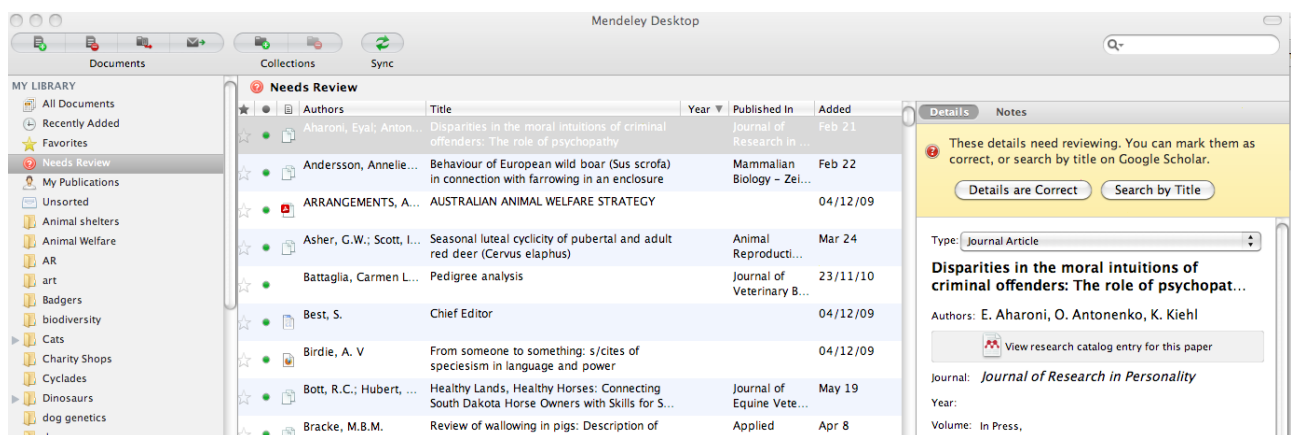 Mendeley Desktop
Documents
Collections
Sync
MY LIBRARY
All Documents
Recently Added
Favorites
Needs Review
My Publications
Unsorted
Animal shelters
Animal Welfare
AR
art
Badgers
biodiversity
Cats
Charity Shops
Cyclades
Dinosaurs
dog genetics
Needs Review
Authors Title Year Published In Added
Aharoni, Eyal; Anton... Disparities in the moral intuitions of criminal Journal of Feb 21
offenders: The role of psychopathy Research in ...
Andersson, Annelie... Behaviour of European wild boar (Sus scrofa) Mammalian Feb 22
in connection with farrowing in an enclosure Biology – Zei...
ARRANGEMENTS, A... AUSTRALIAN ANIMAL WELFARE STRATEGY 04/12/09
Asher, G.W.; Scott, I... Seasonal luteal cyclicity of pubertal and adult Animal Mar 24
red deer (Cervus elaphus) Reproducti...
Battaglia, Carmen L... Pedigree analysis Journal of 23/11/10
Veterinary B...
Best, S. Chief Editor 04/12/09
Birdie, A. V From someone to something: s/cites of 04/12/09
speciesism in language and power
Bott, R.C.; Hubert, ... Healthy Lands, Healthy Horses: Connecting Journal of May 19
South Dakota Horse Owners with Skills for S... Equine Vete...
Bracke, M.B.M. Review of wallowing in pigs: Description of Applied Apr 8
Details Notes
These details need reviewing. You can mark them as
correct, or search by title on Google Scholar.
Details are Correct Search by Title
Type: Journal Article
Disparities in the moral intuitions of
criminal offenders: The role of psychopat...
Authors: E. Aharoni, O. Antonenko, K. Kiehl
View research catalog entry for this paper
Journal: Journal of Research in Personality
Year:
Volume: In Press,